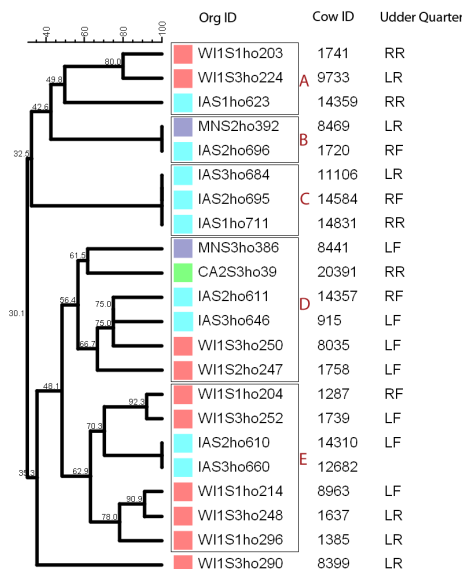 Org ID Cow ID Udder Quarter
40 60 80 100
WI1S1ho203 1741 RR
80.0
WI1S3ho224 9733 LR
49.8 A
IAS1ho623 14359 RR
42.6
MNS2ho392 8469 LR
B
IAS2ho696 1720 RF
32.5
IAS3ho684 11106 LR
IAS2ho695 C 14584 RF
IAS1ho711 14831 RR
MNS3ho386 8441 LF
61.5
CA2S3ho39 20391 RR
IAS2ho611 14357 RF
56.4 75.0 D
30.1 IAS3ho646 915 LF
75.0
WI1S3ho250 8035 LF
66.7
WI1S2ho247 1758 LF
48.1
WI1S1ho204 1287 RF
92.3
WI1S3ho252 1739 LF
70.3
IAS2ho610 14310 LF
E
IAS3ho660 12682
35.3 62.9
WI1S1ho214 8963 LF
90.9
WI1S3ho248 1637 LR
78.0
WI1S1ho296 1385 LR
WI1S3ho290 8399 LR